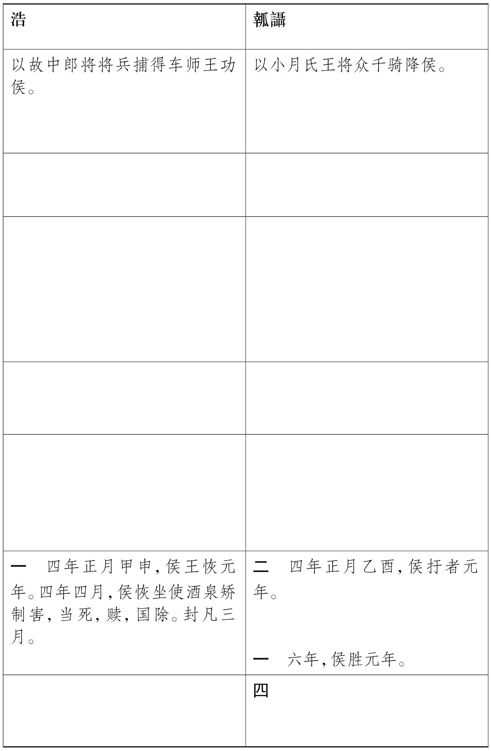 浩
瓡讘
以故中郎将将兵捕得车师王功
侯。
以小月氏王将众千骑降侯。
一　四年正月甲申，侯王恢元
年。四年四月，侯恢坐使酒泉矫
制害，当死，赎，国除。封凡三
月。
二　四年正月乙酉，侯扜者元
年。
一　六年，侯胜元年。
四